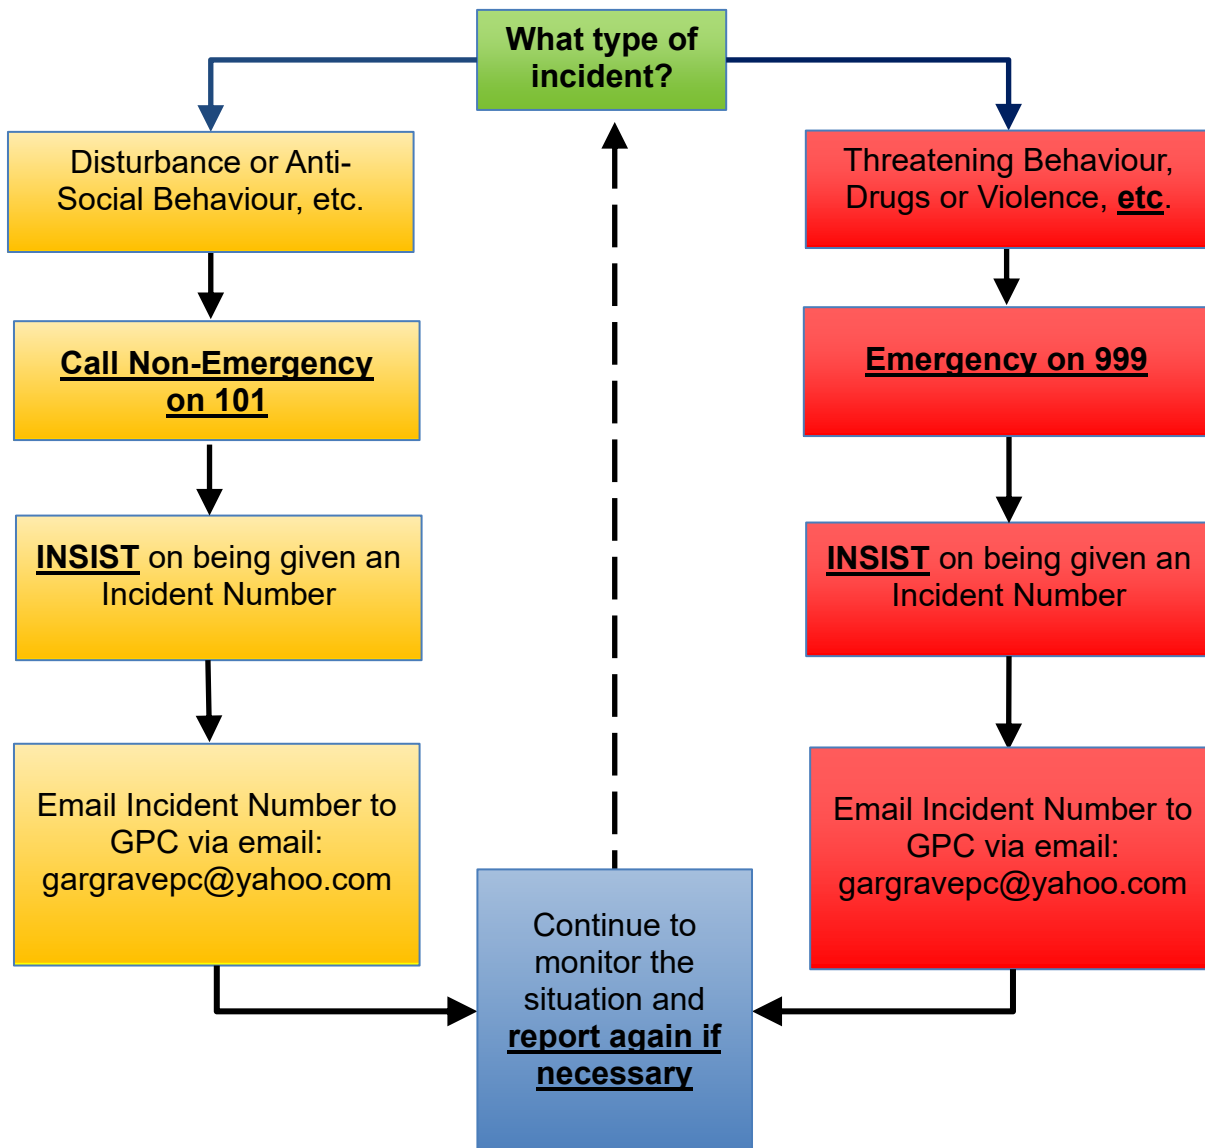 What type of
incident?
Disturbance or Anti-
Social Behaviour, etc.
Threatening Behaviour,
Drugs or Violence, etc.
Call Non-Emergency
on 101
Emergency on 999
INSIST on being given an
Incident Number
INSIST on being given an
Incident Number
Email Incident Number to
GPC via email:
gargravepc@yahoo.com
Email Incident Number to
GPC via email:
gargravepc@yahoo.com
Continue to
monitor the
situation and
report again if
necessary